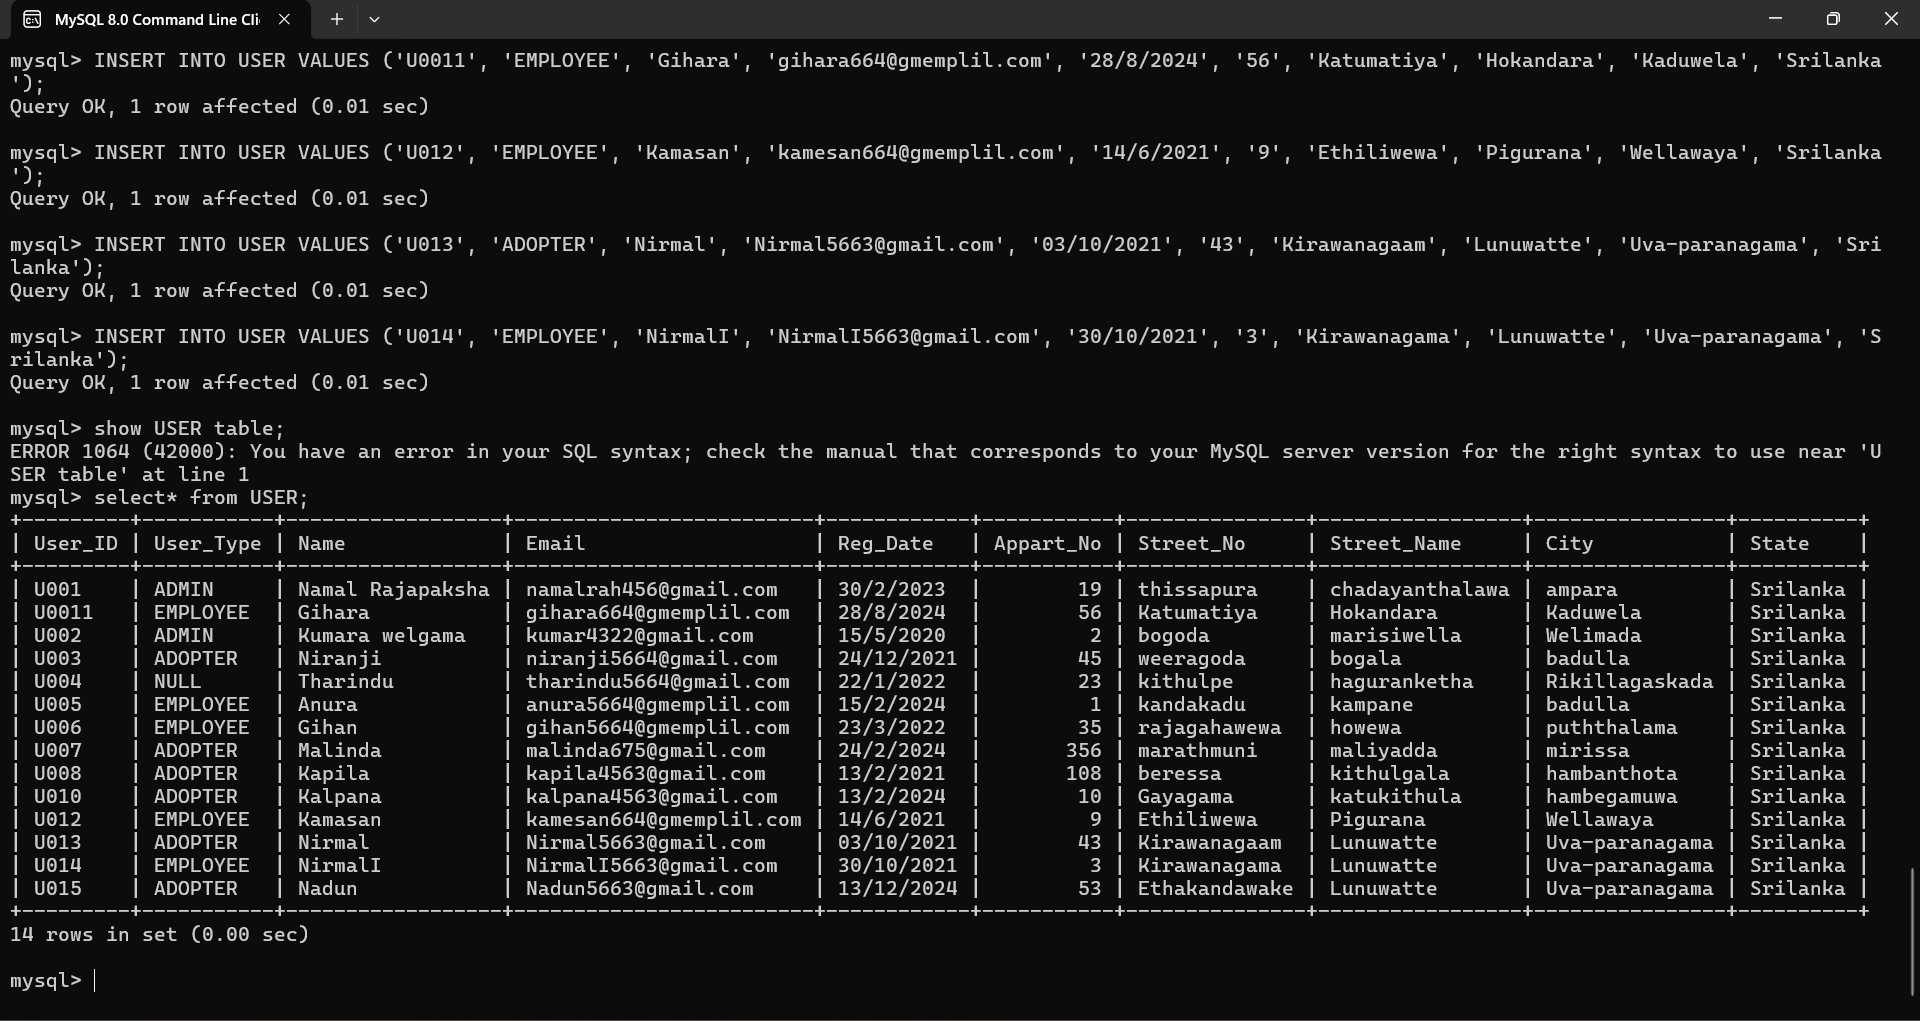 MySQL 8.0 Command Line Cli
mysql> INSERT INTO USER VALUES ('U0011', 'EMPLOYEE', 'Gihara', 'gihara664@gmemplil.com', '28/8/2024', '56', 'Katumatiya', 'Hokandara', 'Kaduwela', 'Srilanka
');
Query OK, 1 row affected (0.01 sec)
mysql> INSERT INTO USER VALUES ('U012', 'EMPLOYEE', 'Kamasan', 'kamesan664@gmemplil.com', '14/6/2021', '9', 'Ethiliwewa', 'Pigurana', 'Wellawaya', 'Srilanka
');
Query OK, 1 row affected (0.01 sec)
mysql> INSERT INTO USER VALUES ('U013', 'ADOPTER', 'Nirmal', 'Nirmal5663@gmail.com', '03/10/2021', '43', 'Kirawanagaam', 'Lunuwatte', 'Uva-paranagama', 'Sri
lanka');
Query OK, 1 row affected (0.01 sec)
mysql> INSERT INTO USER VALUES ('U014', 'EMPLOYEE', 'NirmalI', 'NirmalI5663@gmail.com', '30/10/2021', '3', 'Kirawanagama', 'Lunuwatte', 'Uva-paranagama', 'S
rilanka');
Query OK, 1 row affected (0.01 sec)
mysql> show USER table;
ERROR 1064 (42000): You have an error in your SQL syntax; check the manual that corresponds to your MySQL server version for the right syntax to use near 'U
SER table' at line 1
mysql> select* from USER;
| User_ID | User_Type | Name | Email | Reg_Date | Appart_No | Street_No | Street_Name | City | State |
| U001 | ADMIN | Namal Rajapaksha | namalrah456@gmail.com | 30/2/2023 | 19 | thissapura | chadayanthalawa | ampara | Srilanka |
| U0011 | EMPLOYEE | Gihara | gihara664@gmemplil.com | 28/8/2024 | 56 | Katumatiya | Hokandara | Kaduwela | Srilanka |
| U002 | ADMIN | Kumara welgama | kumar4322@gmail.com | 15/5/2020 | 2 | bogoda | marisiwella | Welimada | Srilanka |
| U003 | ADOPTER | Niranji | niranji5664@gmail.com | 24/12/2021 | 45 | weeragoda | bogala | badulla | Srilanka |
| U004 | NULL | Tharindu | tharindu5664@gmail.com | 22/1/2022 | 23 | kithulpe | haguranketha | Rikillagaskada | Srilanka |
| U005 | EMPLOYEE | Anura | anura5664@gmemplil.com | 15/2/2024 | 1 | kandakadu | kampane | badulla | Srilanka |
| U006 | EMPLOYEE | Gihan | gihan5664@gmemplil.com | 23/3/2022 | 35 | rajagahawewa | howewa | puththalama | Srilanka |
| U007 | ADOPTER | Malinda | malinda675@gmail.com | 24/2/2024 | 356 | marathmuni | maliyadda | mirissa | Srilanka |
| U008 | ADOPTER | Kapila | kapila4563@gmail.com | 13/2/2021 | 108 | beressa | kithulgala | hambanthota | Srilanka |
| U010 | ADOPTER | Kalpana | kalpana4563@gmail.com | 13/2/2024 | 10 | Gayagama | katukithula | hambegamuwa | Srilanka |
| U012 | EMPLOYEE | Kamasan | kamesan664@gmemplil.com | 14/6/2021 | 9 | Ethiliwewa | Pigurana | Wellawaya | Srilanka |
| U013 | ADOPTER | Nirmal | Nirmal5663@gmail.com | 03/10/2021 | 43 | Kirawanagaam | Lunuwatte | Uva-paranagama | Srilanka |
| U014 | EMPLOYEE | NirmalI | NirmalI5663@gmail.com | 30/10/2021 | 3 | Kirawanagama | Lunuwatte | Uva-paranagama | Srilanka |
| U015 | ADOPTER | Nadun | Nadun5663@gmail.com | 13/12/2024 | 53 | Ethakandawake | Lunuwatte | Uva-paranagama | Srilanka |
14 rows in set (0.00 sec)
mysql>